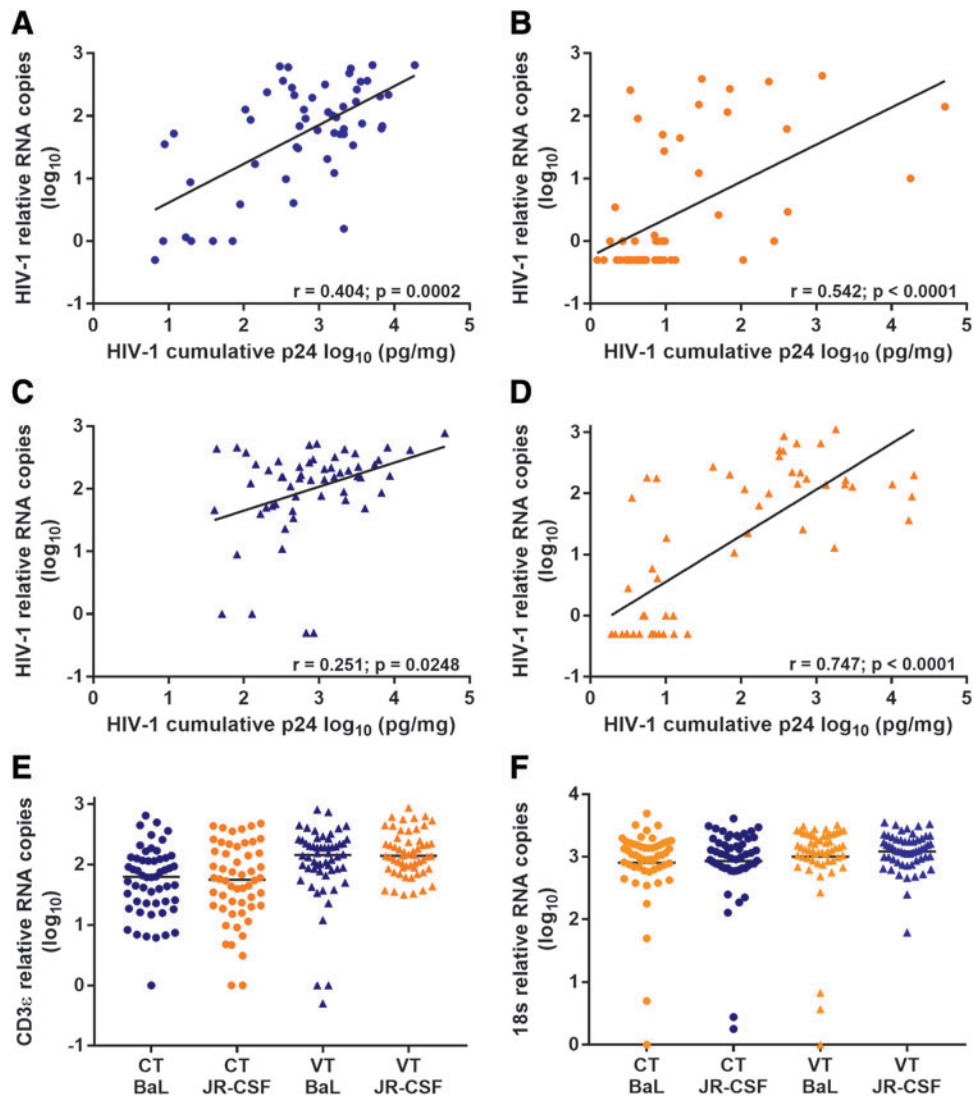 A
HIV-1 relative RNA copies
(log10)
3
2
1
0
-1
0 1 2 3 4 5
r = 0.404; p = 0.0002
HIV-1 cumulative p24 log10 (pg/mg)
B
HIV-1 relative RNA copies
(log10)
3
2
1
0
-1
0 1 2 3 4 5
r = 0.542; p < 0.0001
HIV-1 cumulative p24 log10 (pg/mg)
C
HIV-1 relative RNA copies
(log10)
3
2
1
0
-1
0 1 2 3 4 5
r = 0.251; p = 0.0248
HIV-1 cumulative p24 log10 (pg/mg)
D
HIV-1 relative RNA copies
(log10)
3
2
1
0
-1
0 1 2 3 4 5
r = 0.747; p < 0.0001
HIV-1 cumulative p24 log10 (pg/mg)
E
CD3ε relative RNA copies
(log10)
3
2
1
0
-1
CT CT VT VT
BaL JR-CSF BaL JR-CSF
F
18s relative RNA copies
(log10)
4
3
2
1
0
CT CT VT VT
BaL JR-CSF BaL JR-CSF